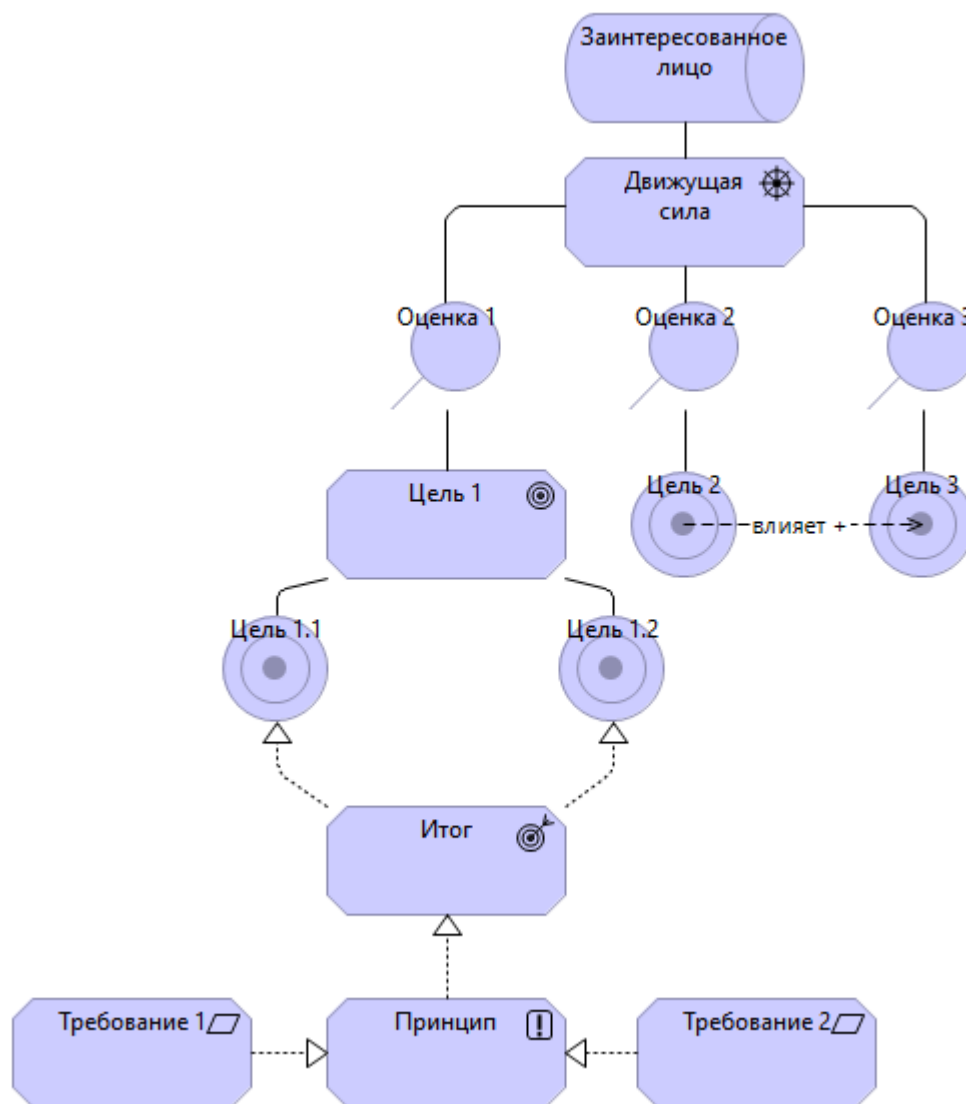 Заинтересованное
лицо
Движущая
сила
Оценка 1
Оценка 2
Оценка 3
Цель 1
Цель 2
Цель 3
влияет +
Цель 1.1
Цель 1.2
Итог
Требование 1
Принцип
Требование 2